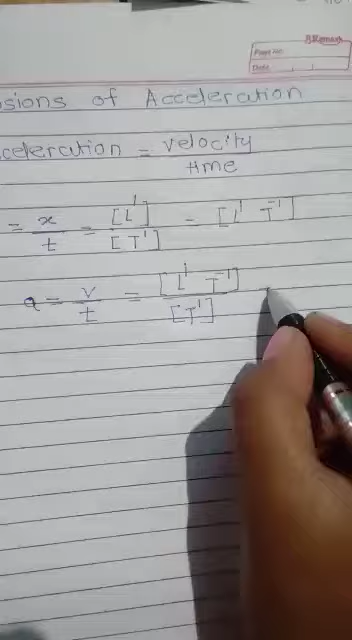 Page No.
Date
sions of Acceleration
cceleration = velocity / time
= x/t = [L¹]/[T¹] = [L¹ T⁻¹]
a = v/t = [L¹ T⁻¹]/[T¹] =